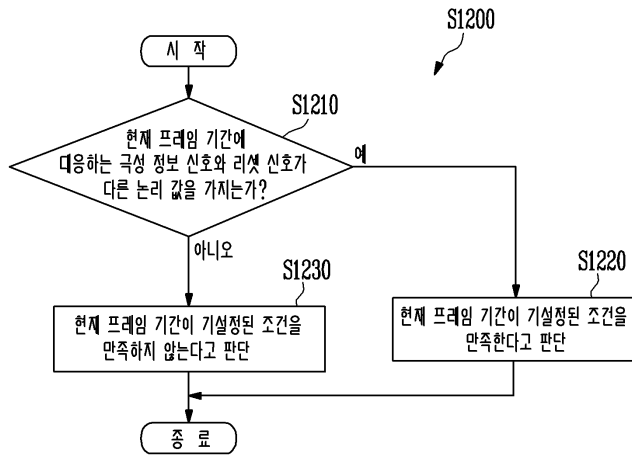 S1200
시 작
S1210
현재 프레임 기간에
대응하는 극성 정보 신호와 리셋 신호가
다른 논리 값을 가지는가?
예
아니오
S1230
S1220
현재 프레임 기간이 기설정된 조건을
만족하지 않는다고 판단
현재 프레임 기간이 기설정된 조건을
만족한다고 판단
종 료